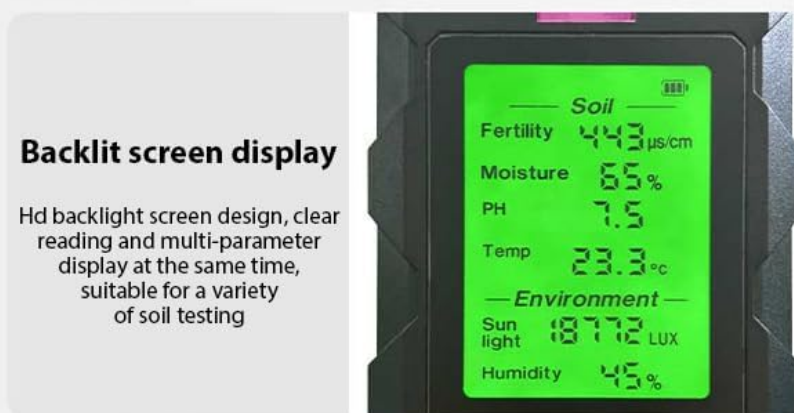 Backlit screen display
Hd backlight screen design, clear
reading and multi-parameter
display at the same time,
suitable for a variety
of soil testing
Soil
Fertility 443 µs/cm
Moisture 65 %
PH 7.5
Temp 23.3 °c
Environment
Sun light 18772 LUX
Humidity 45 %